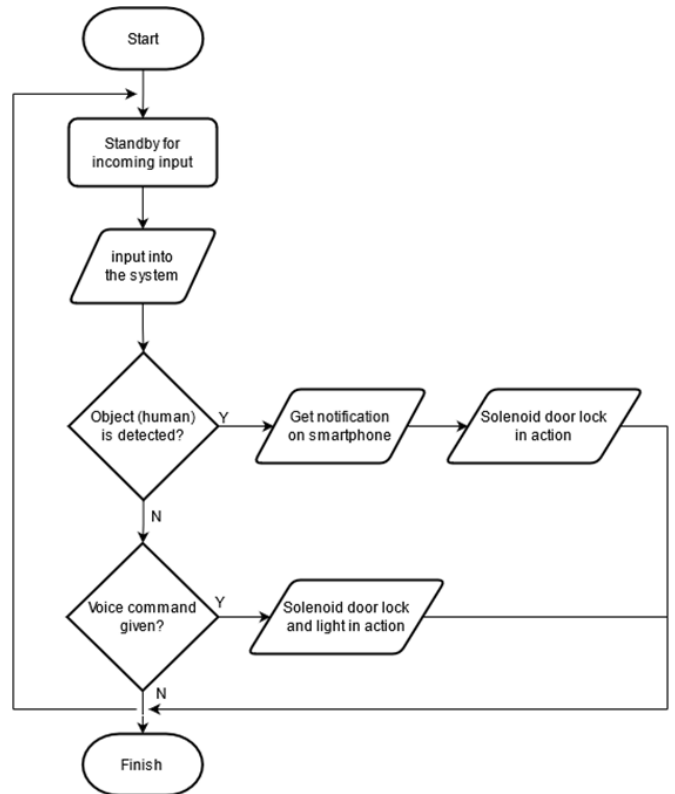 Start
Standby for
incoming input
input into
the system
Object (human)
is detected?
Y
Get notification
on smartphone
Solenoid door lock
in action
N
Voice command
given?
Y
Solenoid door lock
and light in action
N
Finish